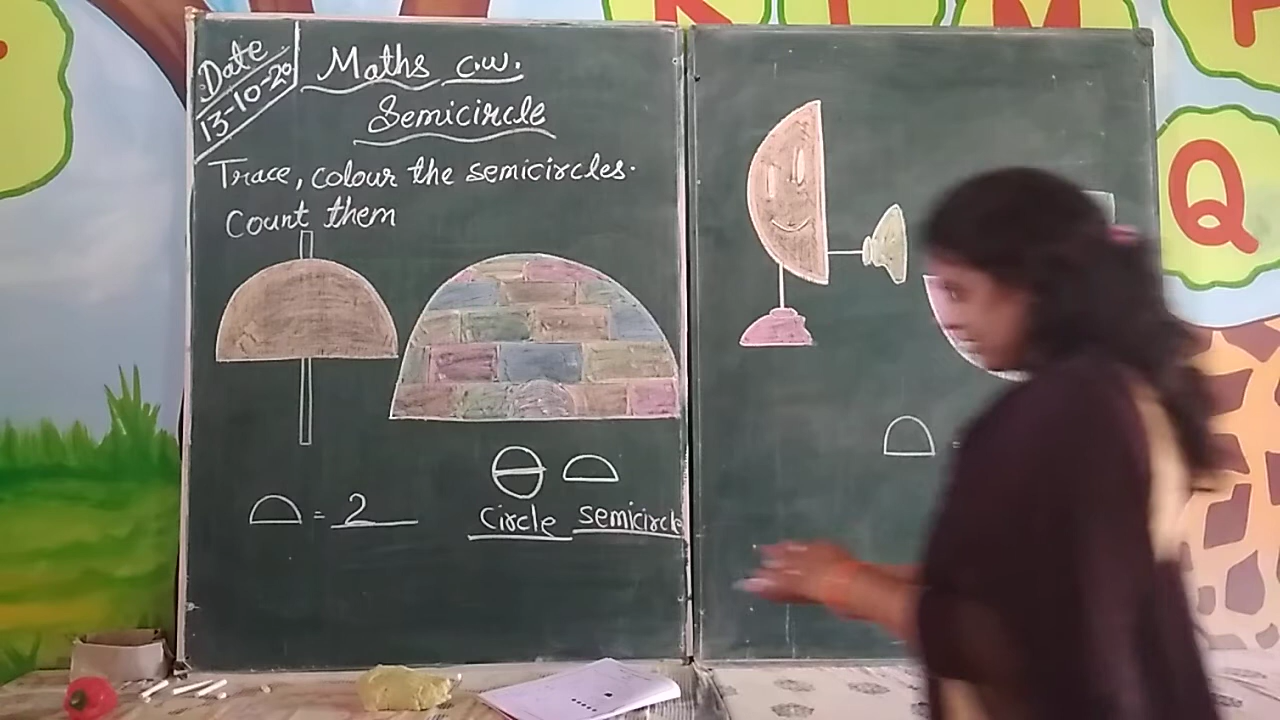 Date
13-10-20
Maths c.w.
Semicircle
Trace, colour the semicircles.
Count them
= 2
Circle semicircle
=
Q